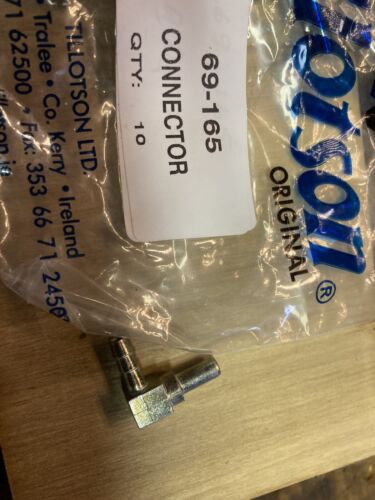 69-165
CONNECTOR
QTY: 10
otson
ORIGINAL
®
TILLOTSON LTD.
• Tralee • Co. Kerry • Ireland
71 62500 • Fax: 353 66 71 2450